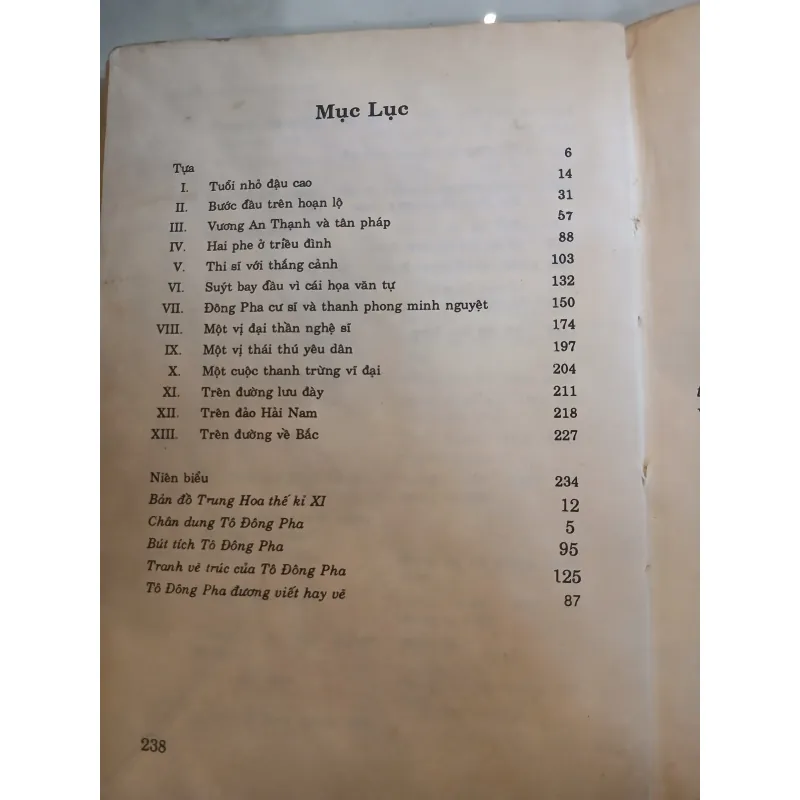 Mục Lục
Tựa 6
I. Tuổi nhỏ đậu cao 14
II. Bước đầu trên hoạn lộ 31
III. Vương An Thạnh và tân pháp 57
IV. Hai phe ở triều đình 88
V. Thi sĩ với thắng cảnh 103
VI. Suýt bay đầu vì cái họa văn tự 132
VII. Đông Pha cư sĩ và thanh phong minh nguyệt 150
VIII. Một vị đại thần nghệ sĩ 174
IX. Một vị thái thú yêu dân 197
X. Một cuộc thanh trừng vĩ đại 204
XI. Trên đường lưu đày 211
XII. Trên đảo Hải Nam 218
XIII. Trên đường về Bắc 227
Niên biểu 234
Bản đồ Trung Hoa thế kỉ XI 12
Chân dung Tô Đông Pha 5
Bút tích Tô Đông Pha 95
Tranh vẽ trúc của Tô Đông Pha 125
Tô Đông Pha đương viết hay vẽ 87
238